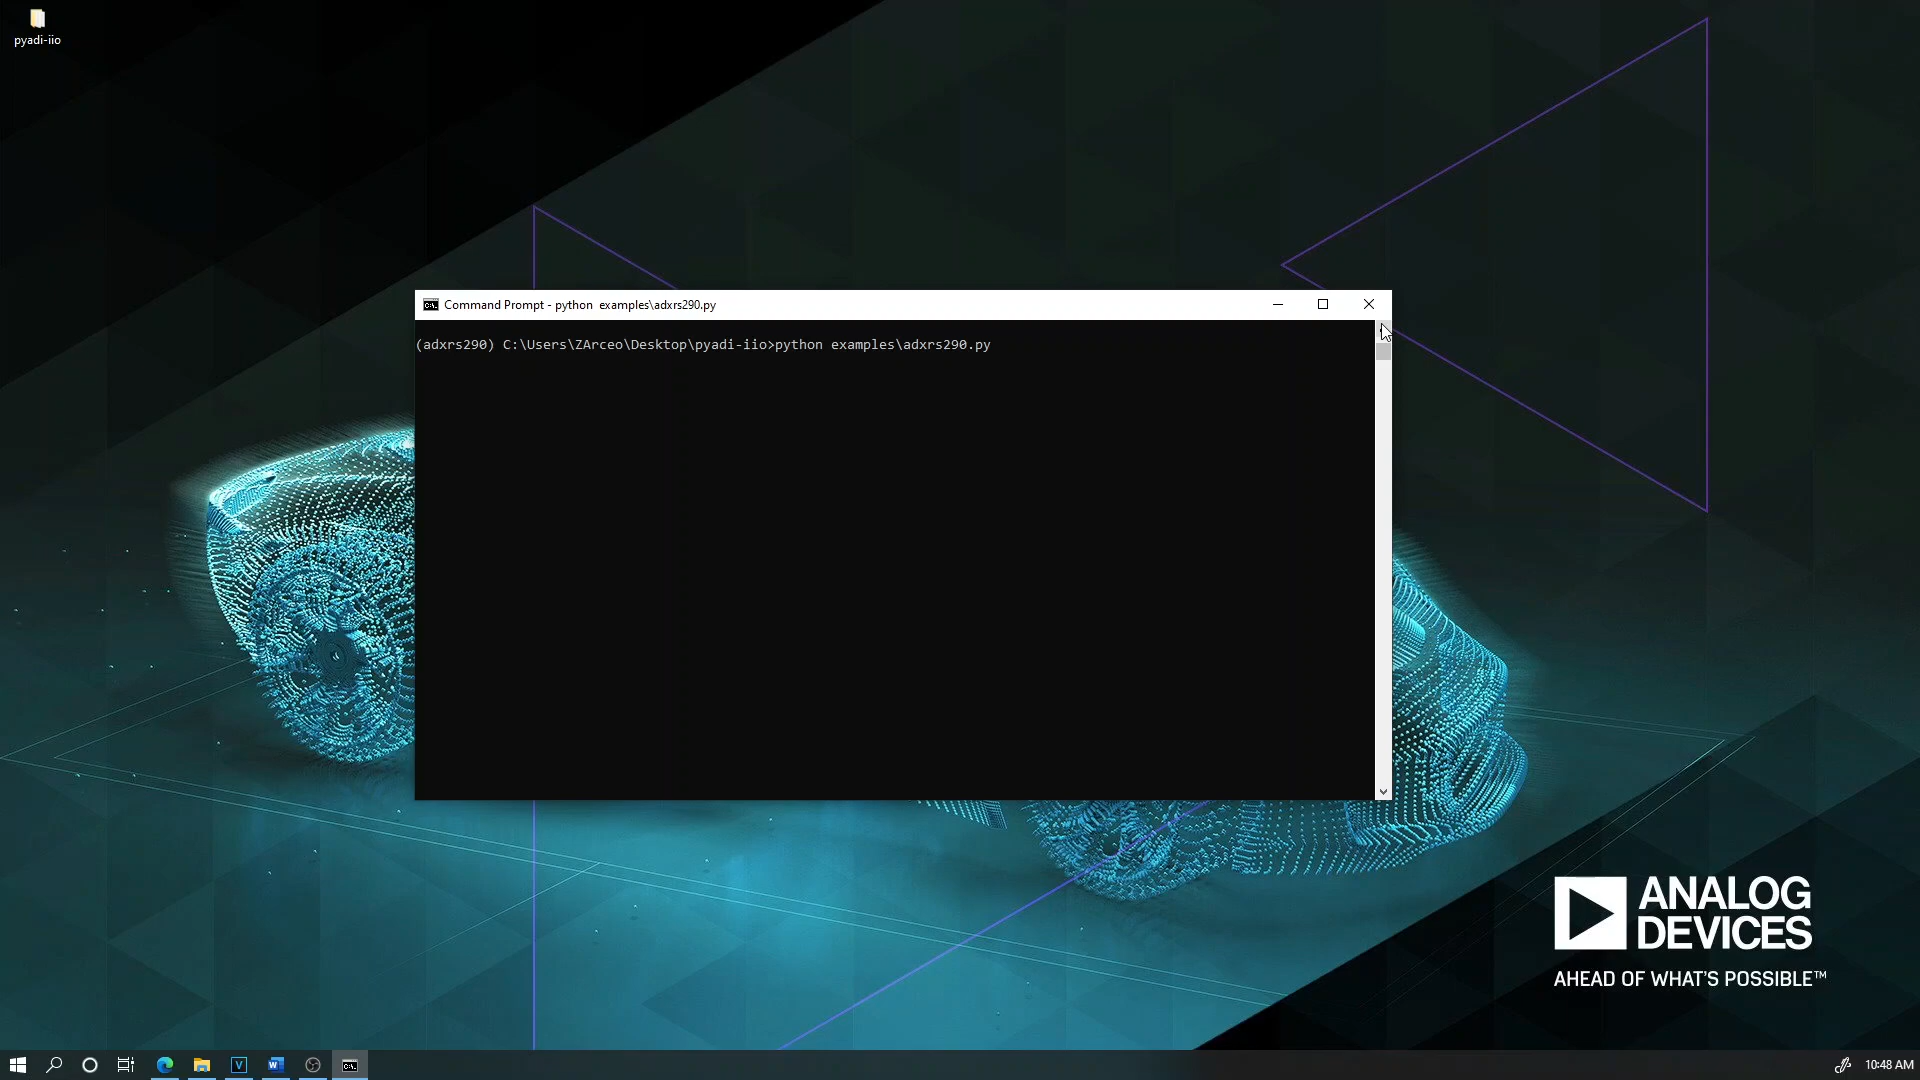 pyadi-iio
Command Prompt - python  examples\adxrs290.py
(adxrs290) C:\Users\ZArceo\Desktop\pyadi-iio>python examples\adxrs290.py
ANALOG
DEVICES
AHEAD OF WHAT'S POSSIBLE™
10:48 AM